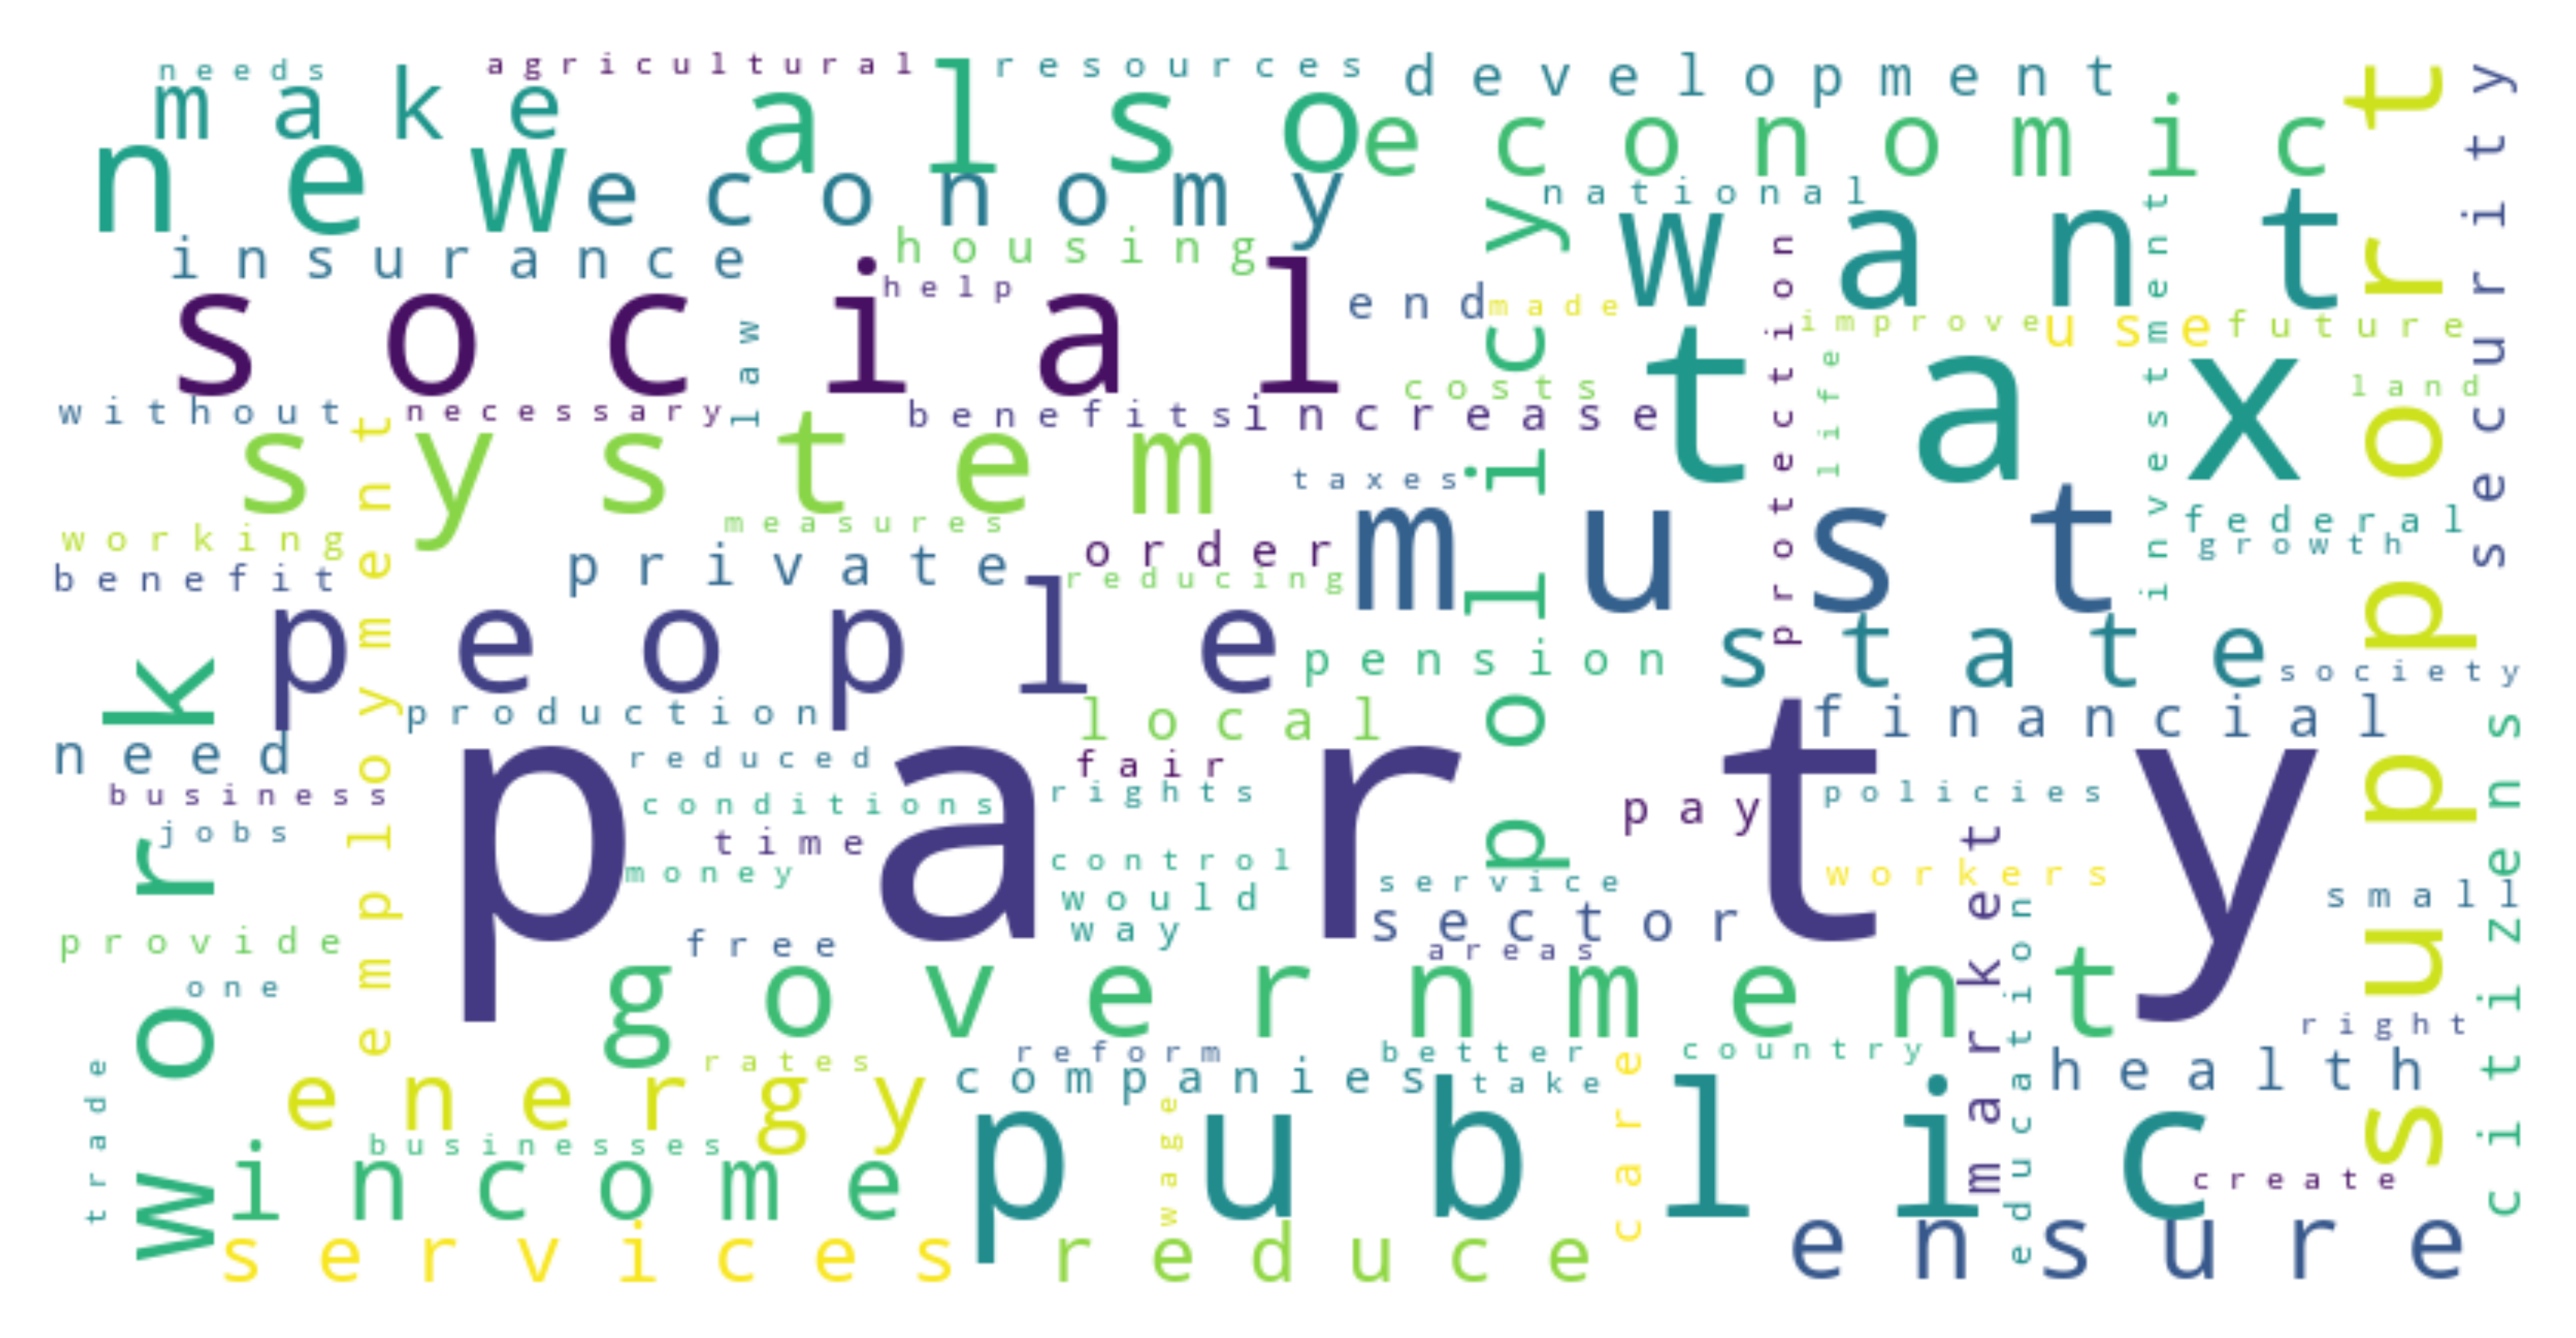 needs
agricultural
resources
development
make
also
economic
new
economy
national
want
insurance
housing
help
social
end
made
improve
use
future
law
costs
tax
land
without
necessary
benefits
increase
system
taxes
policy
protection
life
investment
support
security
working
measures
must
federal
growth
benefit
private
order
reducing
people
pension
state
society
employment
work
production
local
financial
need
reduced
fair
party
business
conditions
rights
pay
policies
jobs
time
money
control
workers
would
service
small
way
sector
provide
free
areas
one
government
market
education
citizens
right
rates
reform
better
country
health
trade
energy
companies
take
care
businesses
wage
public
income
create
services
reduce
ensure